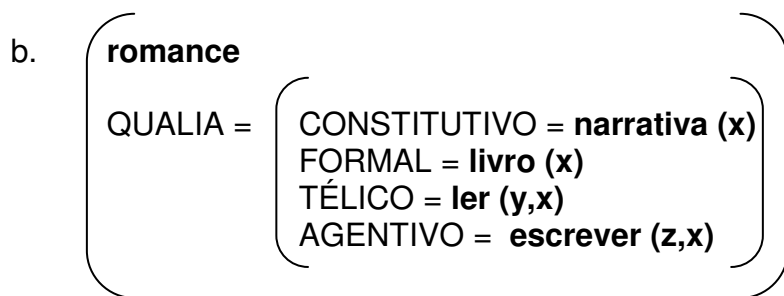 b. romance
QUALIA = CONSTITUTIVO = narrativa (x)
FORMAL = livro (x)
TÉLICO = ler (y,x)
AGENTIVO = escrever (z,x)